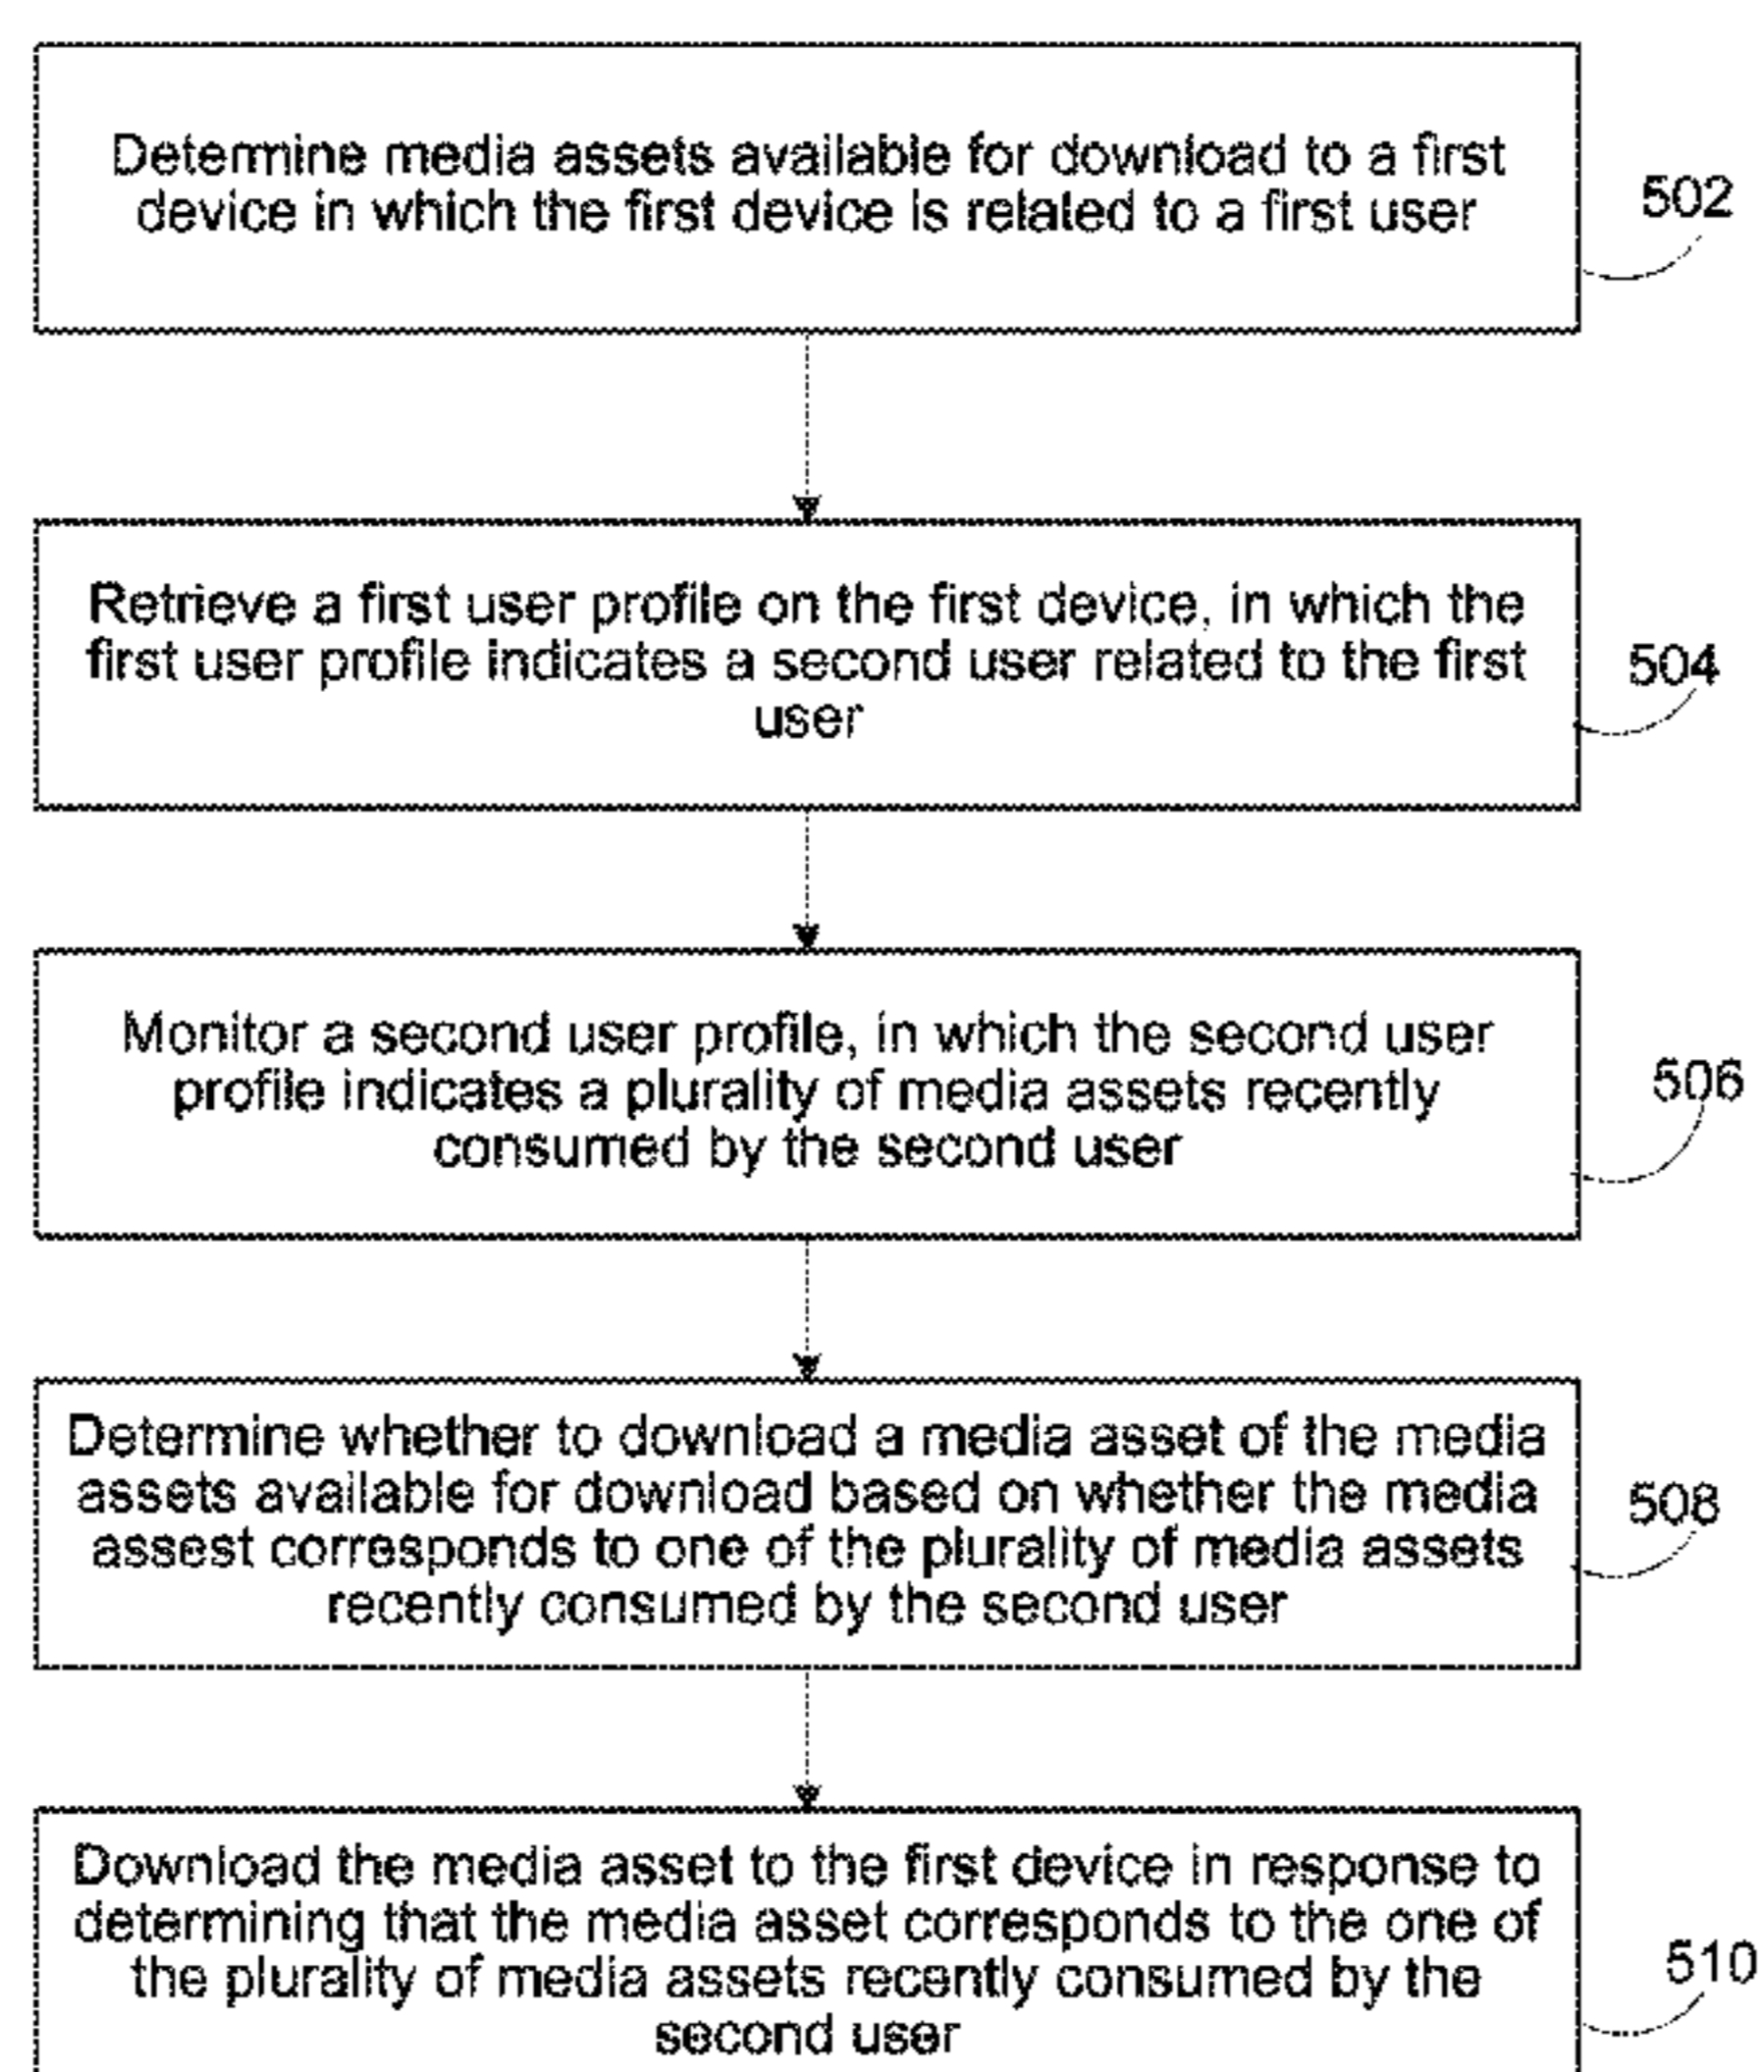 Determine media assets available for download to a first
device in which the first device is related to a first user
502
Retrieve a first user profile on the first device, in which the
first user profile indicates a second user related to the first
user
504
Monitor a second user profile, in which the second user
profile indicates a plurality of media assets recently
consumed by the second user
506
Determine whether to download a media asset of the media
assets available for download based on whether the media
assest corresponds to one of the plurality of media assets
recently consumed by the second user
508
Download the media asset to the first device in response to
determining that the media asset corresponds to the one of
the plurality of media assets recently consumed by the
second user
510